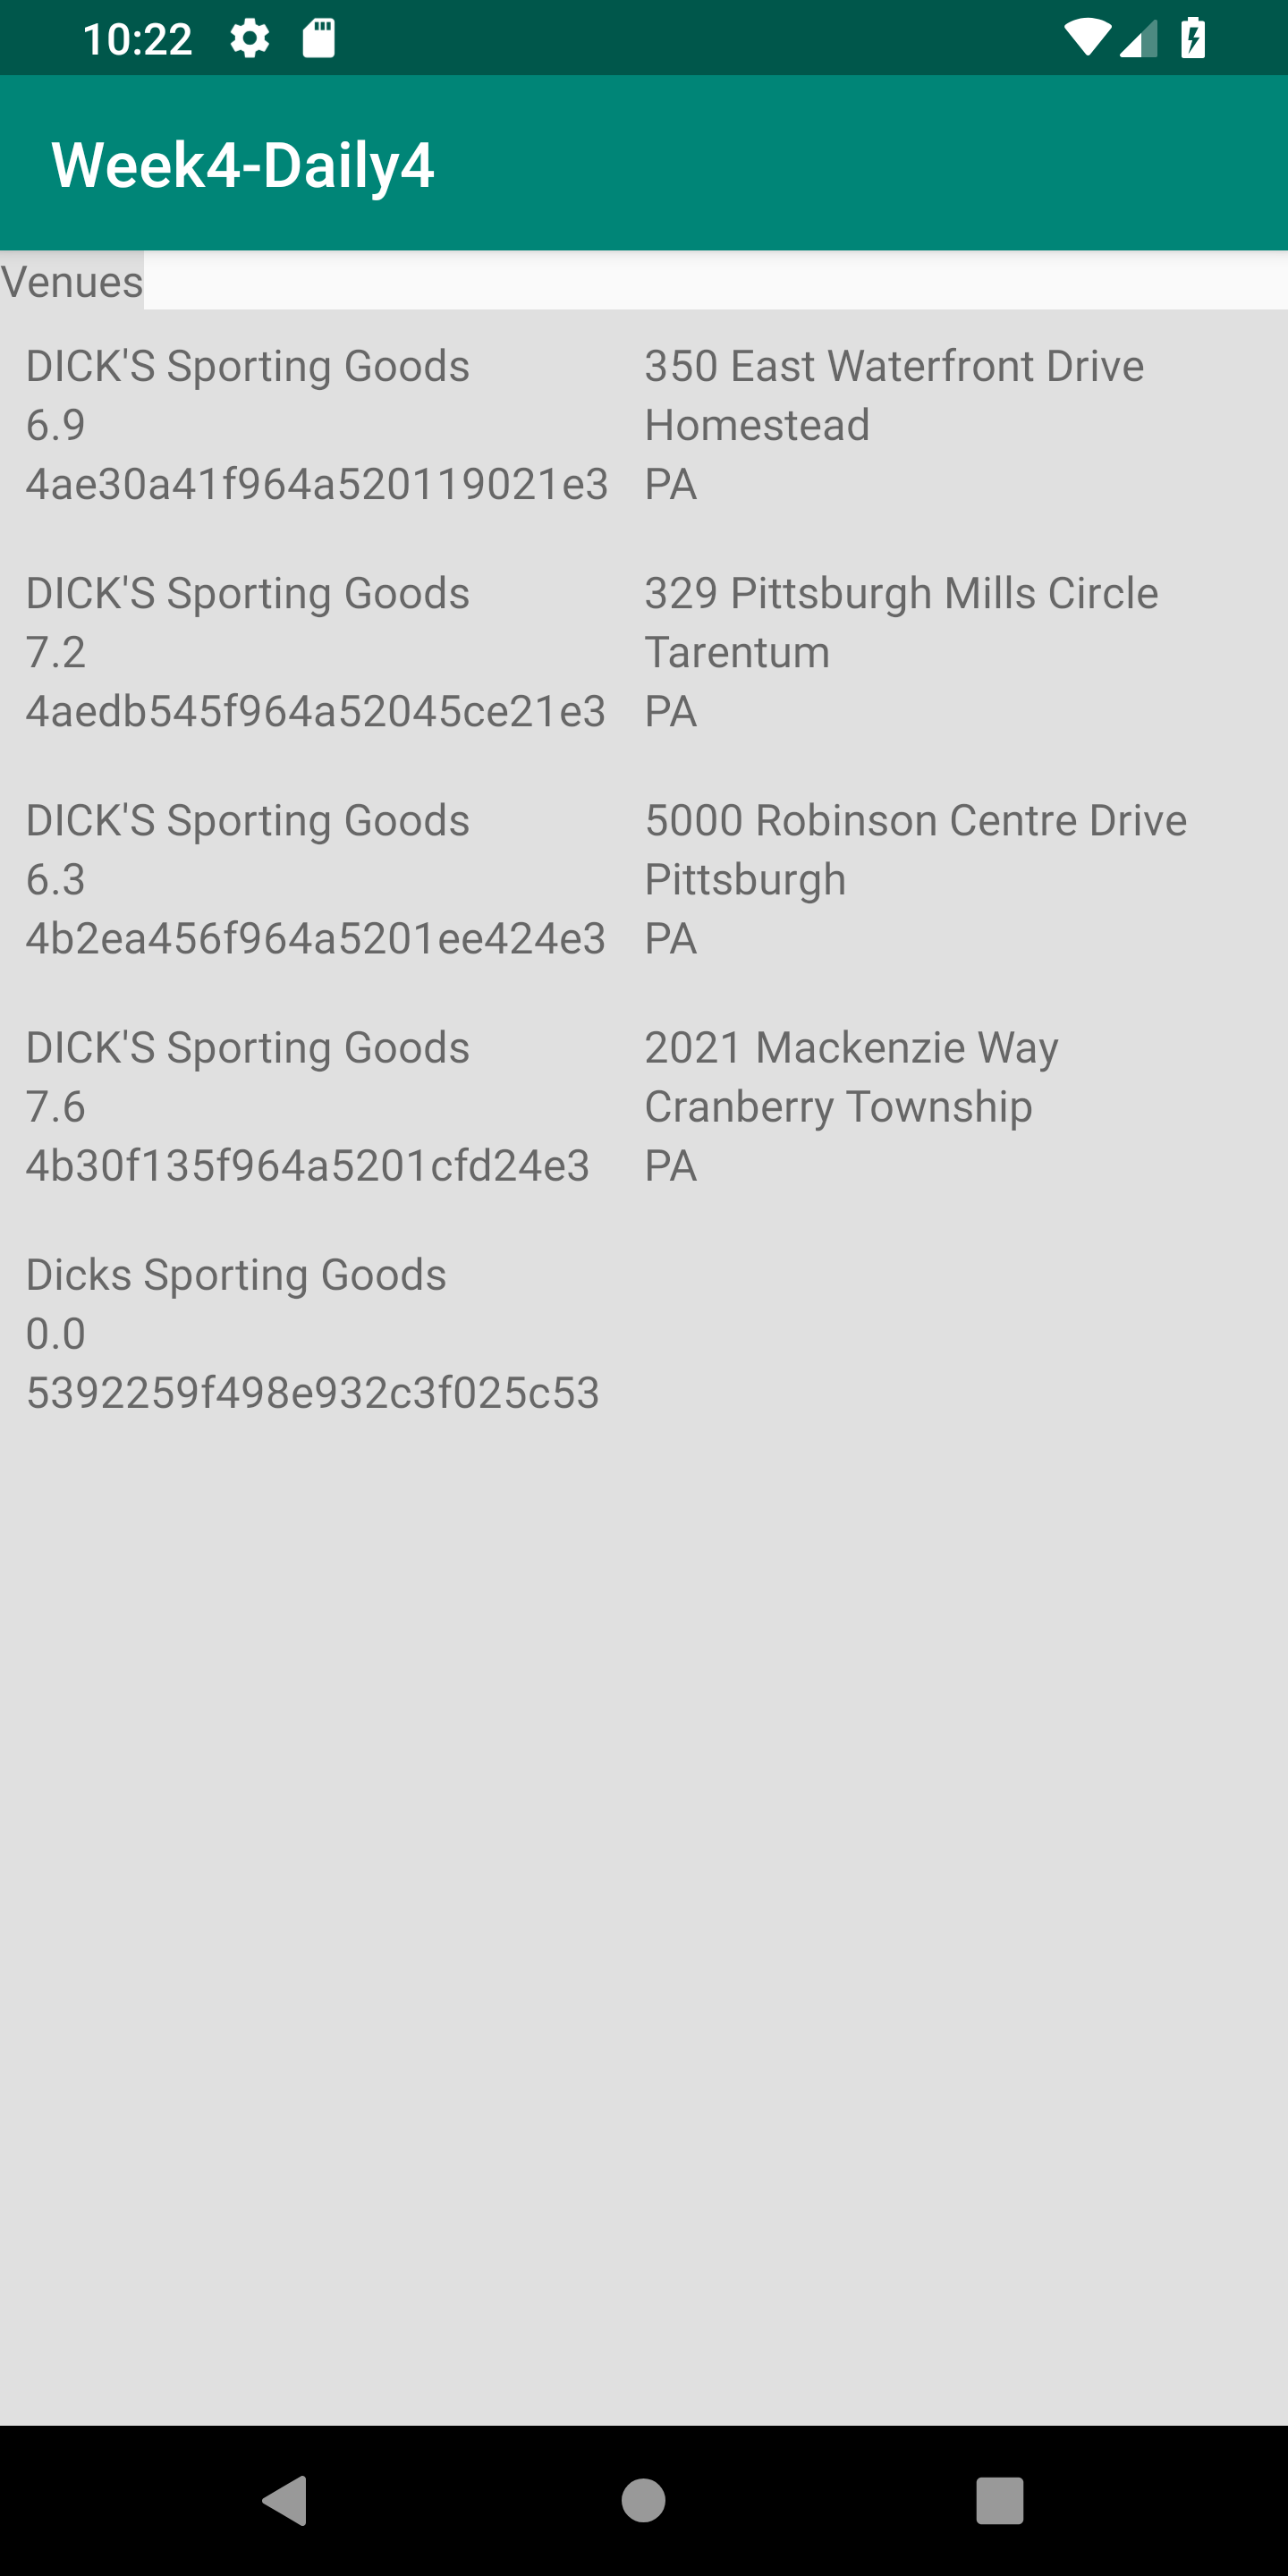 10:22
Week4-Daily4
Venues
DICK'S Sporting Goods
6.9
4ae30a41f964a520119021e3
350 East Waterfront Drive
Homestead
PA
DICK'S Sporting Goods
7.2
4aedb545f964a52045ce21e3
329 Pittsburgh Mills Circle
Tarentum
PA
DICK'S Sporting Goods
6.3
4b2ea456f964a5201ee424e3
5000 Robinson Centre Drive
Pittsburgh
PA
DICK'S Sporting Goods
7.6
4b30f135f964a5201cfd24e3
2021 Mackenzie Way
Cranberry Township
PA
Dicks Sporting Goods
0.0
5392259f498e932c3f025c53